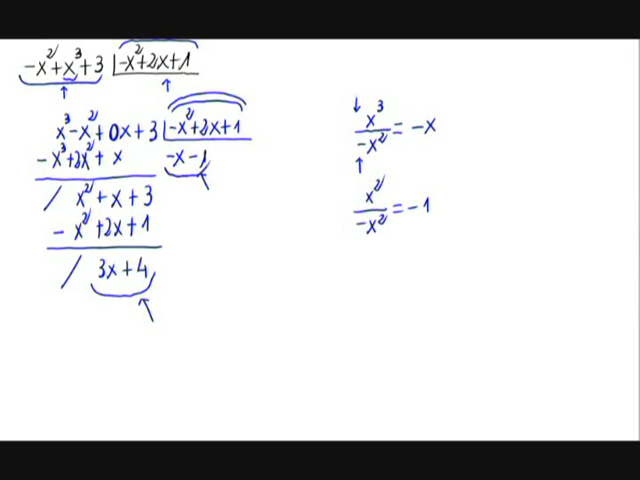 -x²+x³+3 |-x²+2x+1
x³-x²+0x+3 |-x²+2x+1
-x³+2x²+x -x-1
/ x²+x+3
-x²+2x+1
/ 3x+4
x³/-x² = -x
x²/-x² = -1